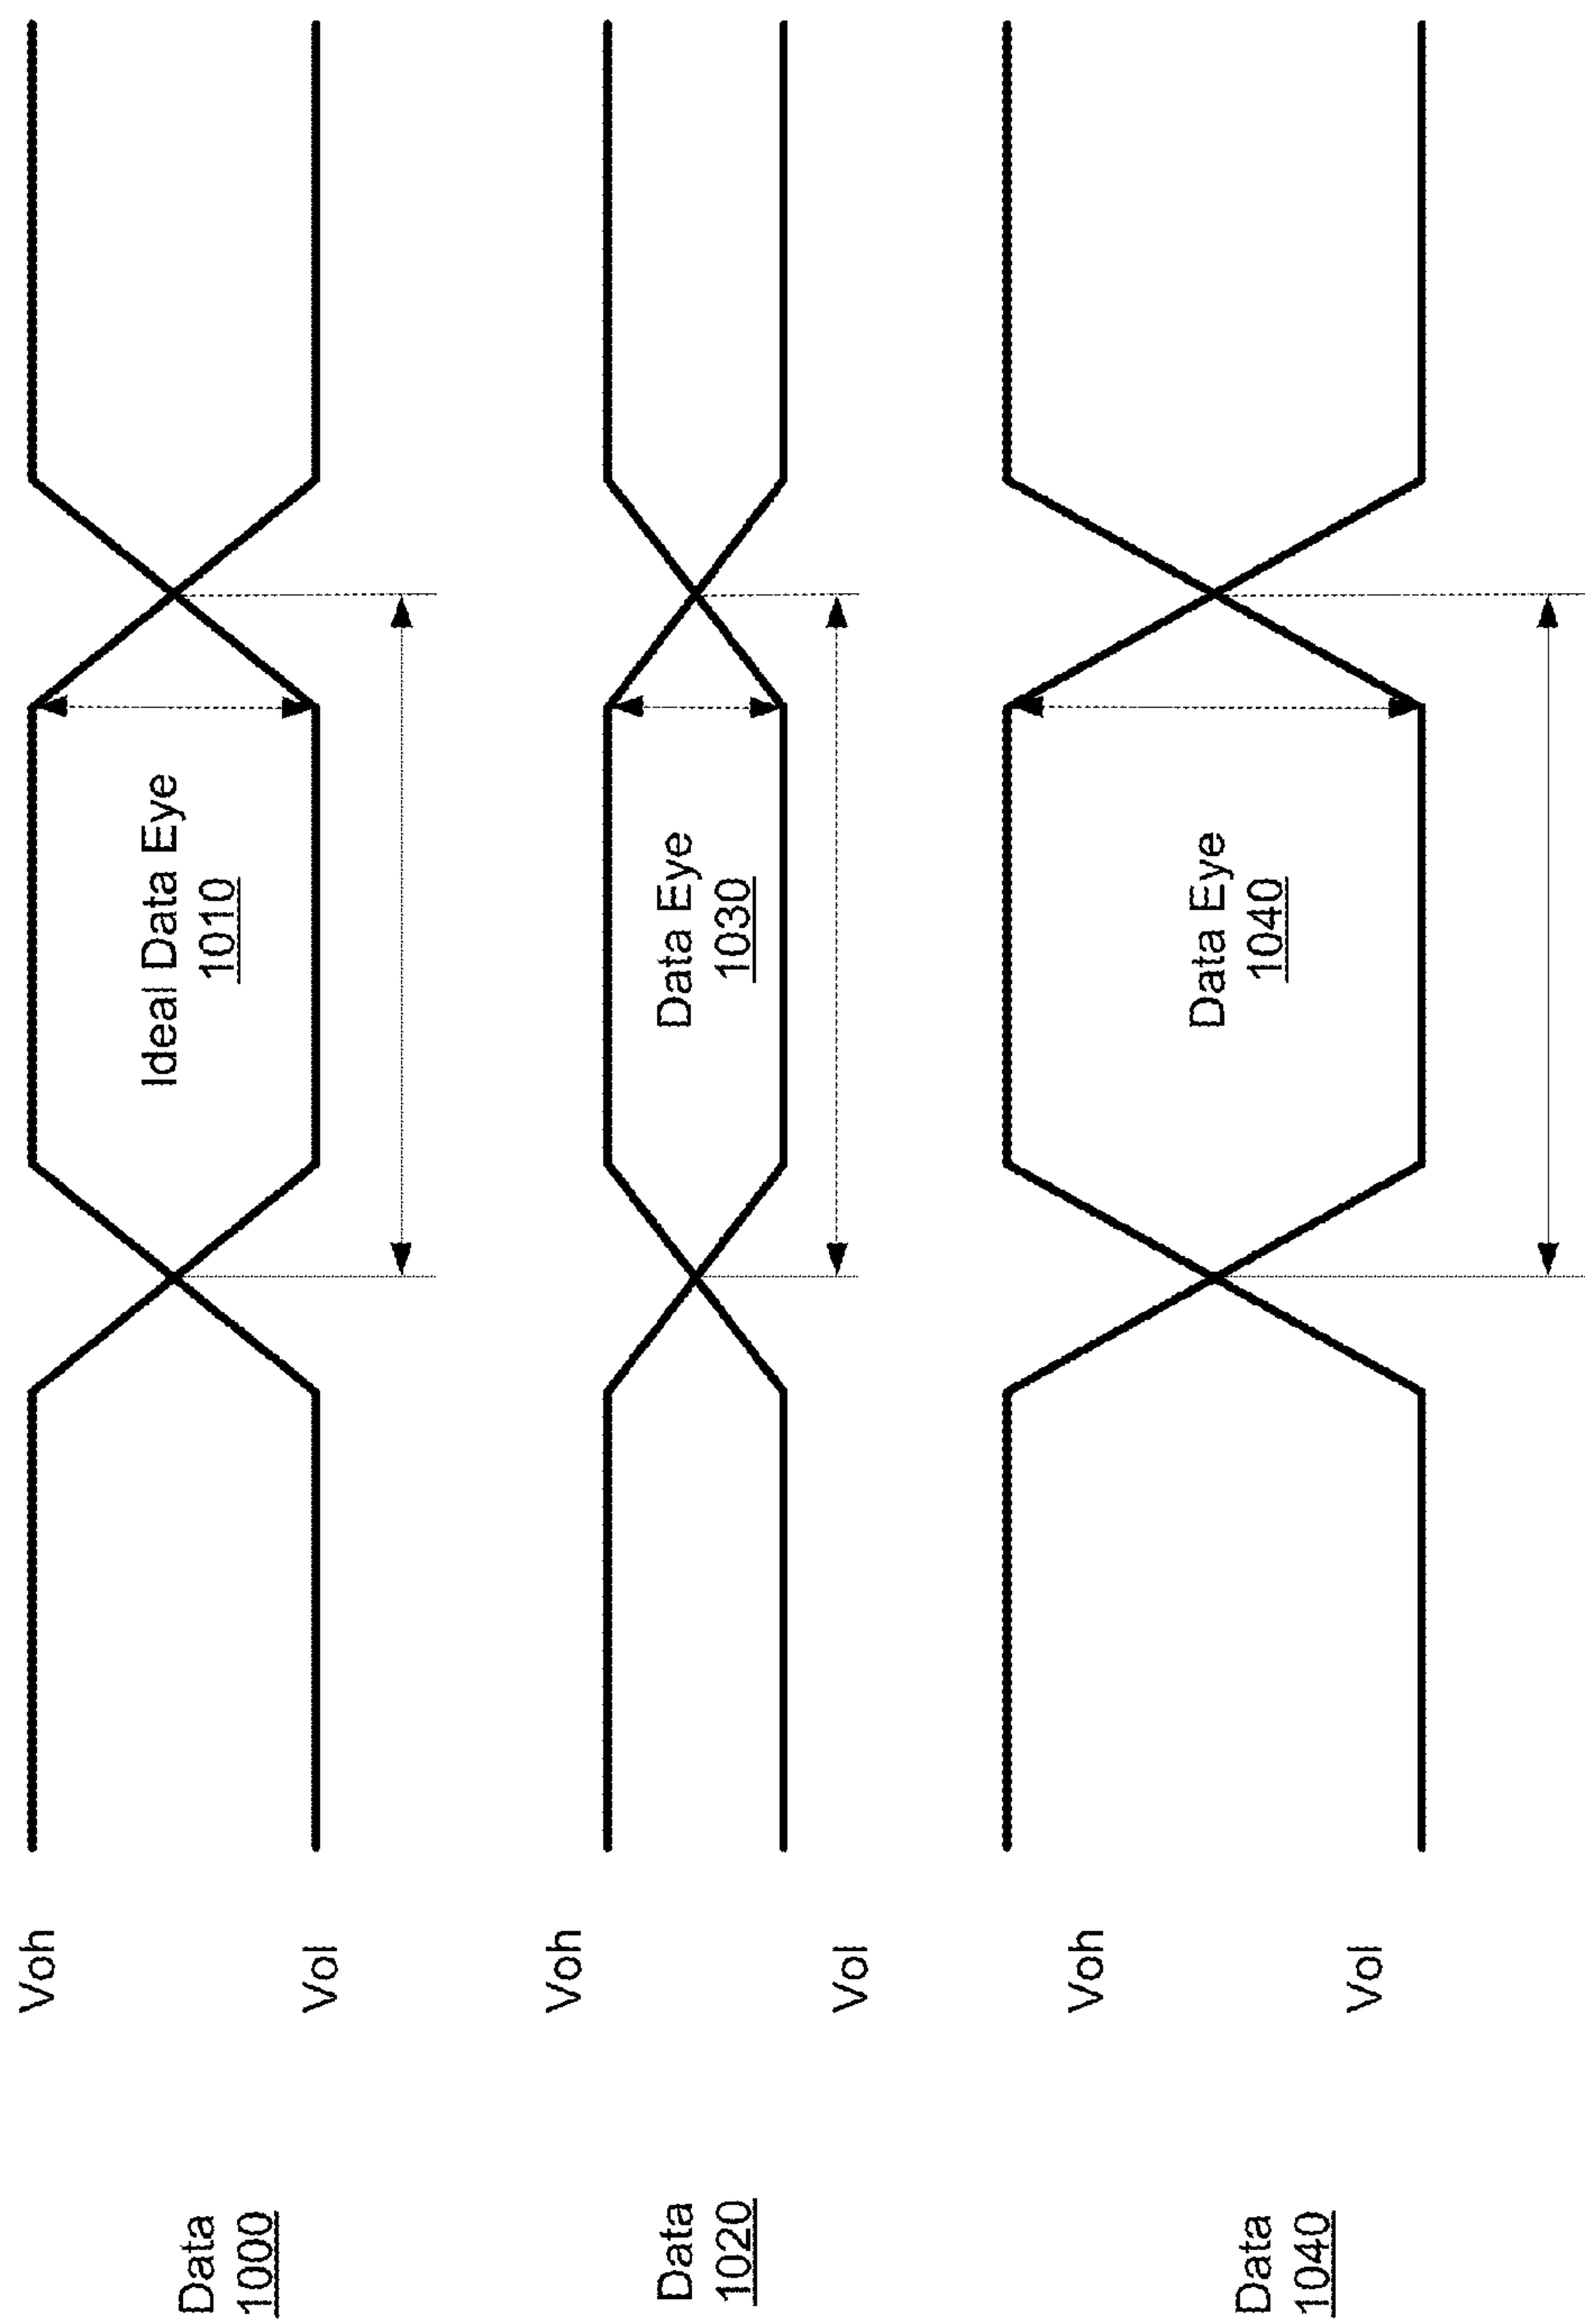 Voh
Ideal Data Eye
1010
Data
1000
Vol
Voh
Data Eye
1030
Data
1020
Vol
Voh
Data Eye
1040
Data
1040
Vol